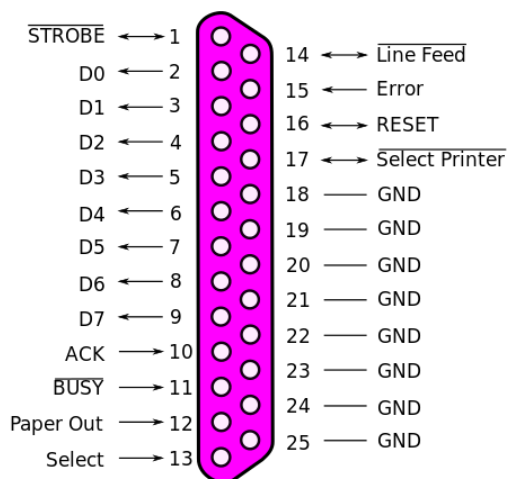 STROBE 1
D0 2
D1 3
D2 4
D3 5
D4 6
D5 7
D6 8
D7 9
ACK 10
BUSY 11
Paper Out 12
Select 13
14 Line Feed
15 Error
16 RESET
17 Select Printer
18 GND
19 GND
20 GND
21 GND
22 GND
23 GND
24 GND
25 GND